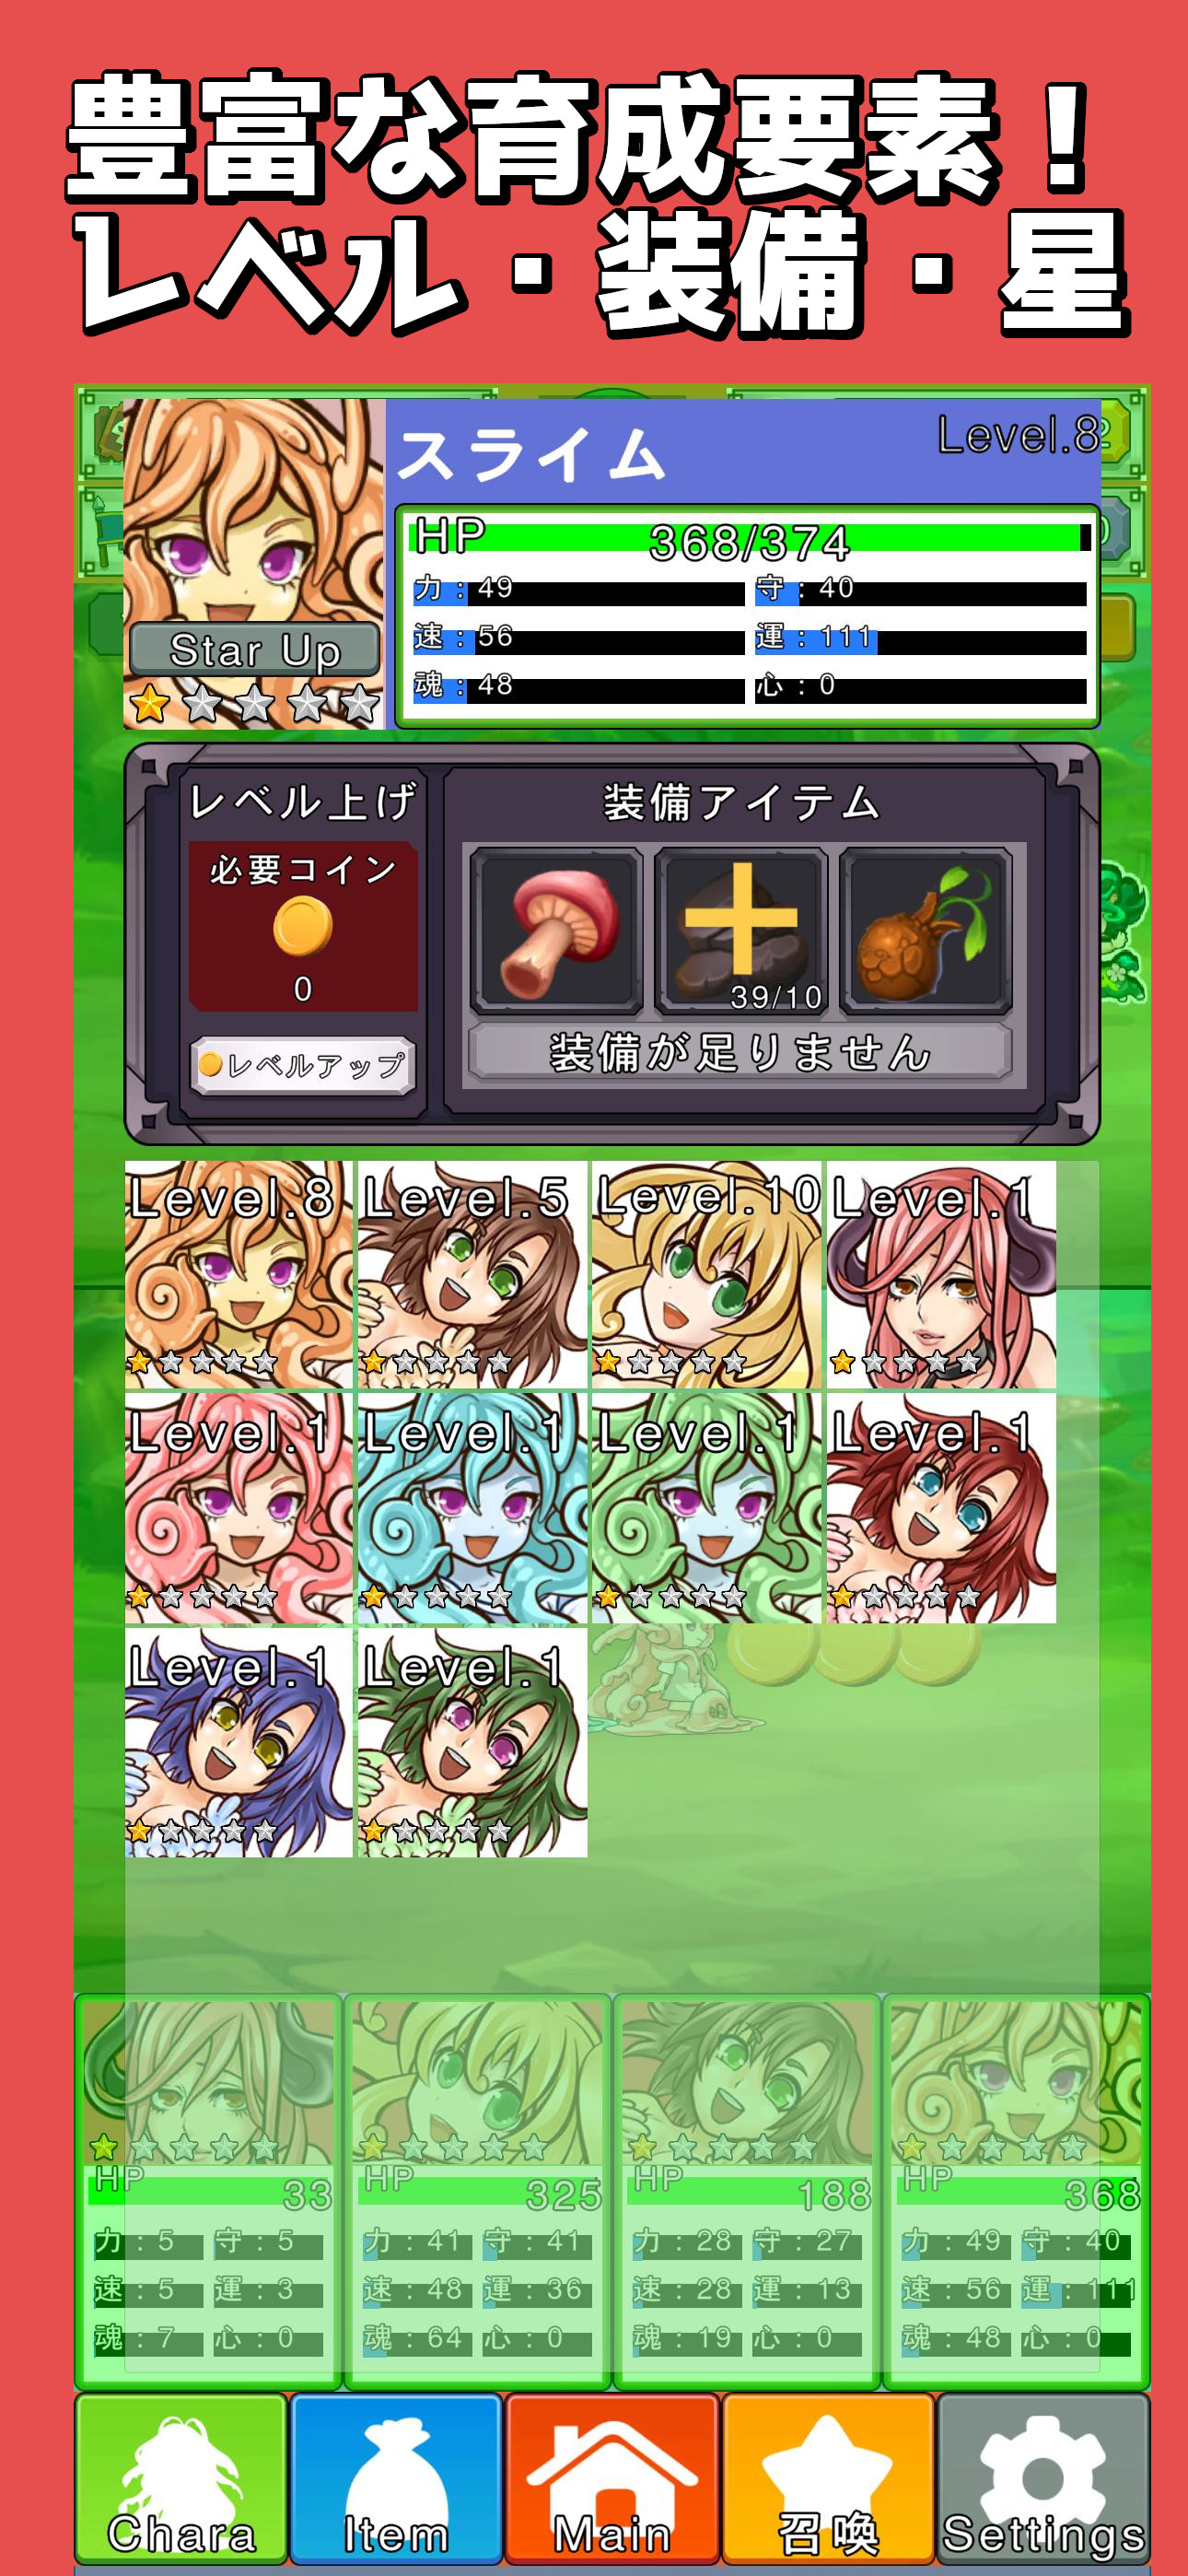 豊富な育成要素！
レベル・装備・星
スライム
Level.8
HP 368/374
力：49 守：40
速：56 運：111
魂：48 心：0
Star Up
レベル上げ
装備アイテム
必要コイン
0
39/10
レベルアップ
装備が足りません
Level.8 Level.5 Level.10 Level.1
Level.1 Level.1 Level.1 Level.1
Level.1 Level.1
HP HP HP HP
33 325 188 368
力：5 守：5 力：41 守：41 力：28 守：27 力：49 守：40
速：5 運：3 速：48 運：36 速：28 運：13 速：56 運：111
魂：7 心：0 魂：64 心：0 魂：19 心：0 魂：48 心：0
Chara Item Main 召喚 Settings